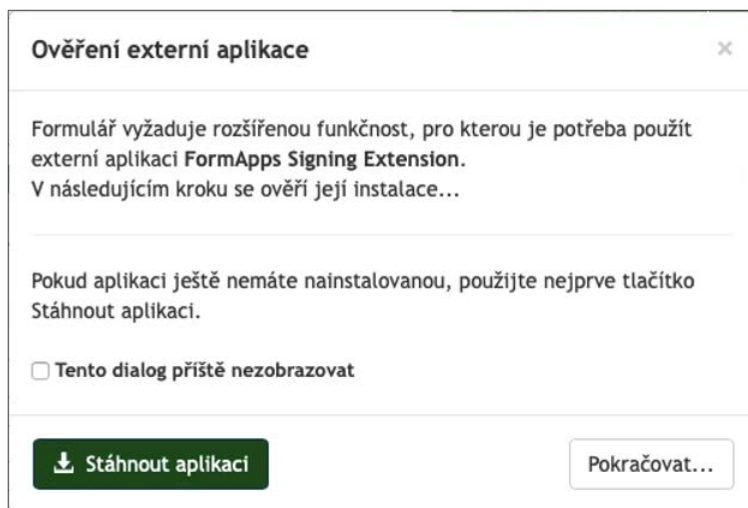 Ověření externí aplikace
×
Formulář vyžaduje rozšířenou funkčnost, pro kterou je potřeba použít
externí aplikaci FormApps Signing Extension.
V následujícím kroku se ověří její instalace...
Pokud aplikaci ještě nemáte nainstalovanou, použijte nejprve tlačítko
Stáhnout aplikaci.
Tento dialog příště nezobrazovat
Stáhnout aplikaci
Pokračovat...